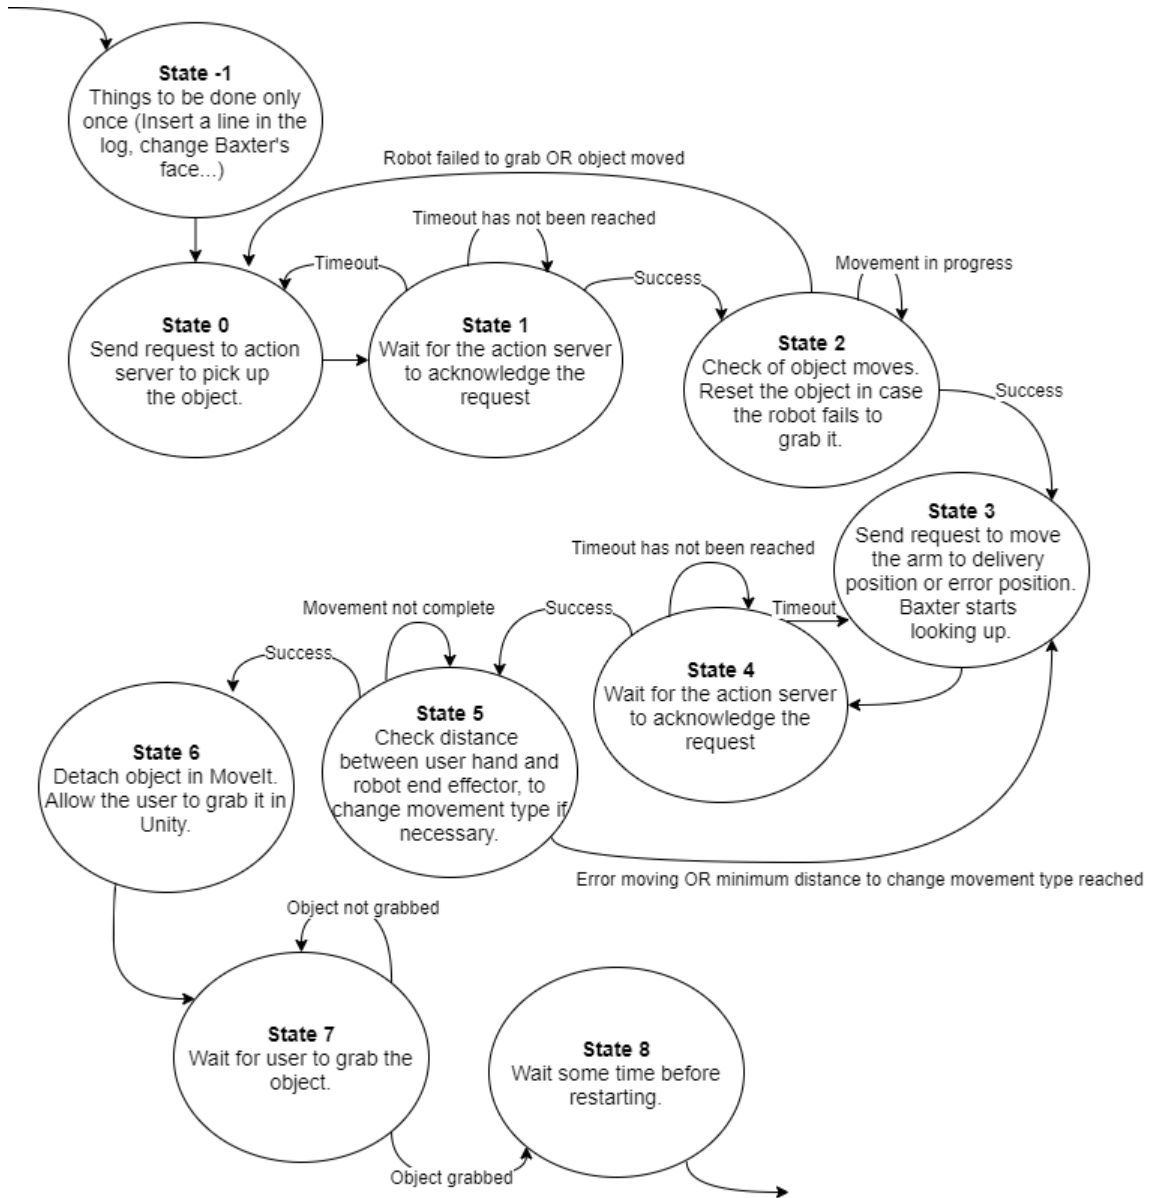 State -1
Things to be done only
once (Insert a line in the
log, change Baxter's
face...)
Robot failed to grab OR object moved
Timeout has not been reached
Timeout
Success
Movement in progress
State 0
Send request to action
server to pick up
the object.
State 1
Wait for the action server
to acknowledge the
request
State 2
Check of object moves.
Reset the object in case
the robot fails to
grab it.
Success
State 3
Send request to move
the arm to delivery
position or error position.
Baxter starts
looking up.
Timeout has not been reached
Timeout
Success
State 4
Wait for the action server
to acknowledge the
request
Movement not complete
Success
State 5
Check distance
between user hand and
robot end effector, to
change movement type if
necessary.
Error moving OR minimum distance to change movement type reached
State 6
Detach object in MoveIt.
Allow the user to grab it in
Unity.
Object not grabbed
State 7
Wait for user to grab the
object.
Object grabbed
State 8
Wait some time before
restarting.